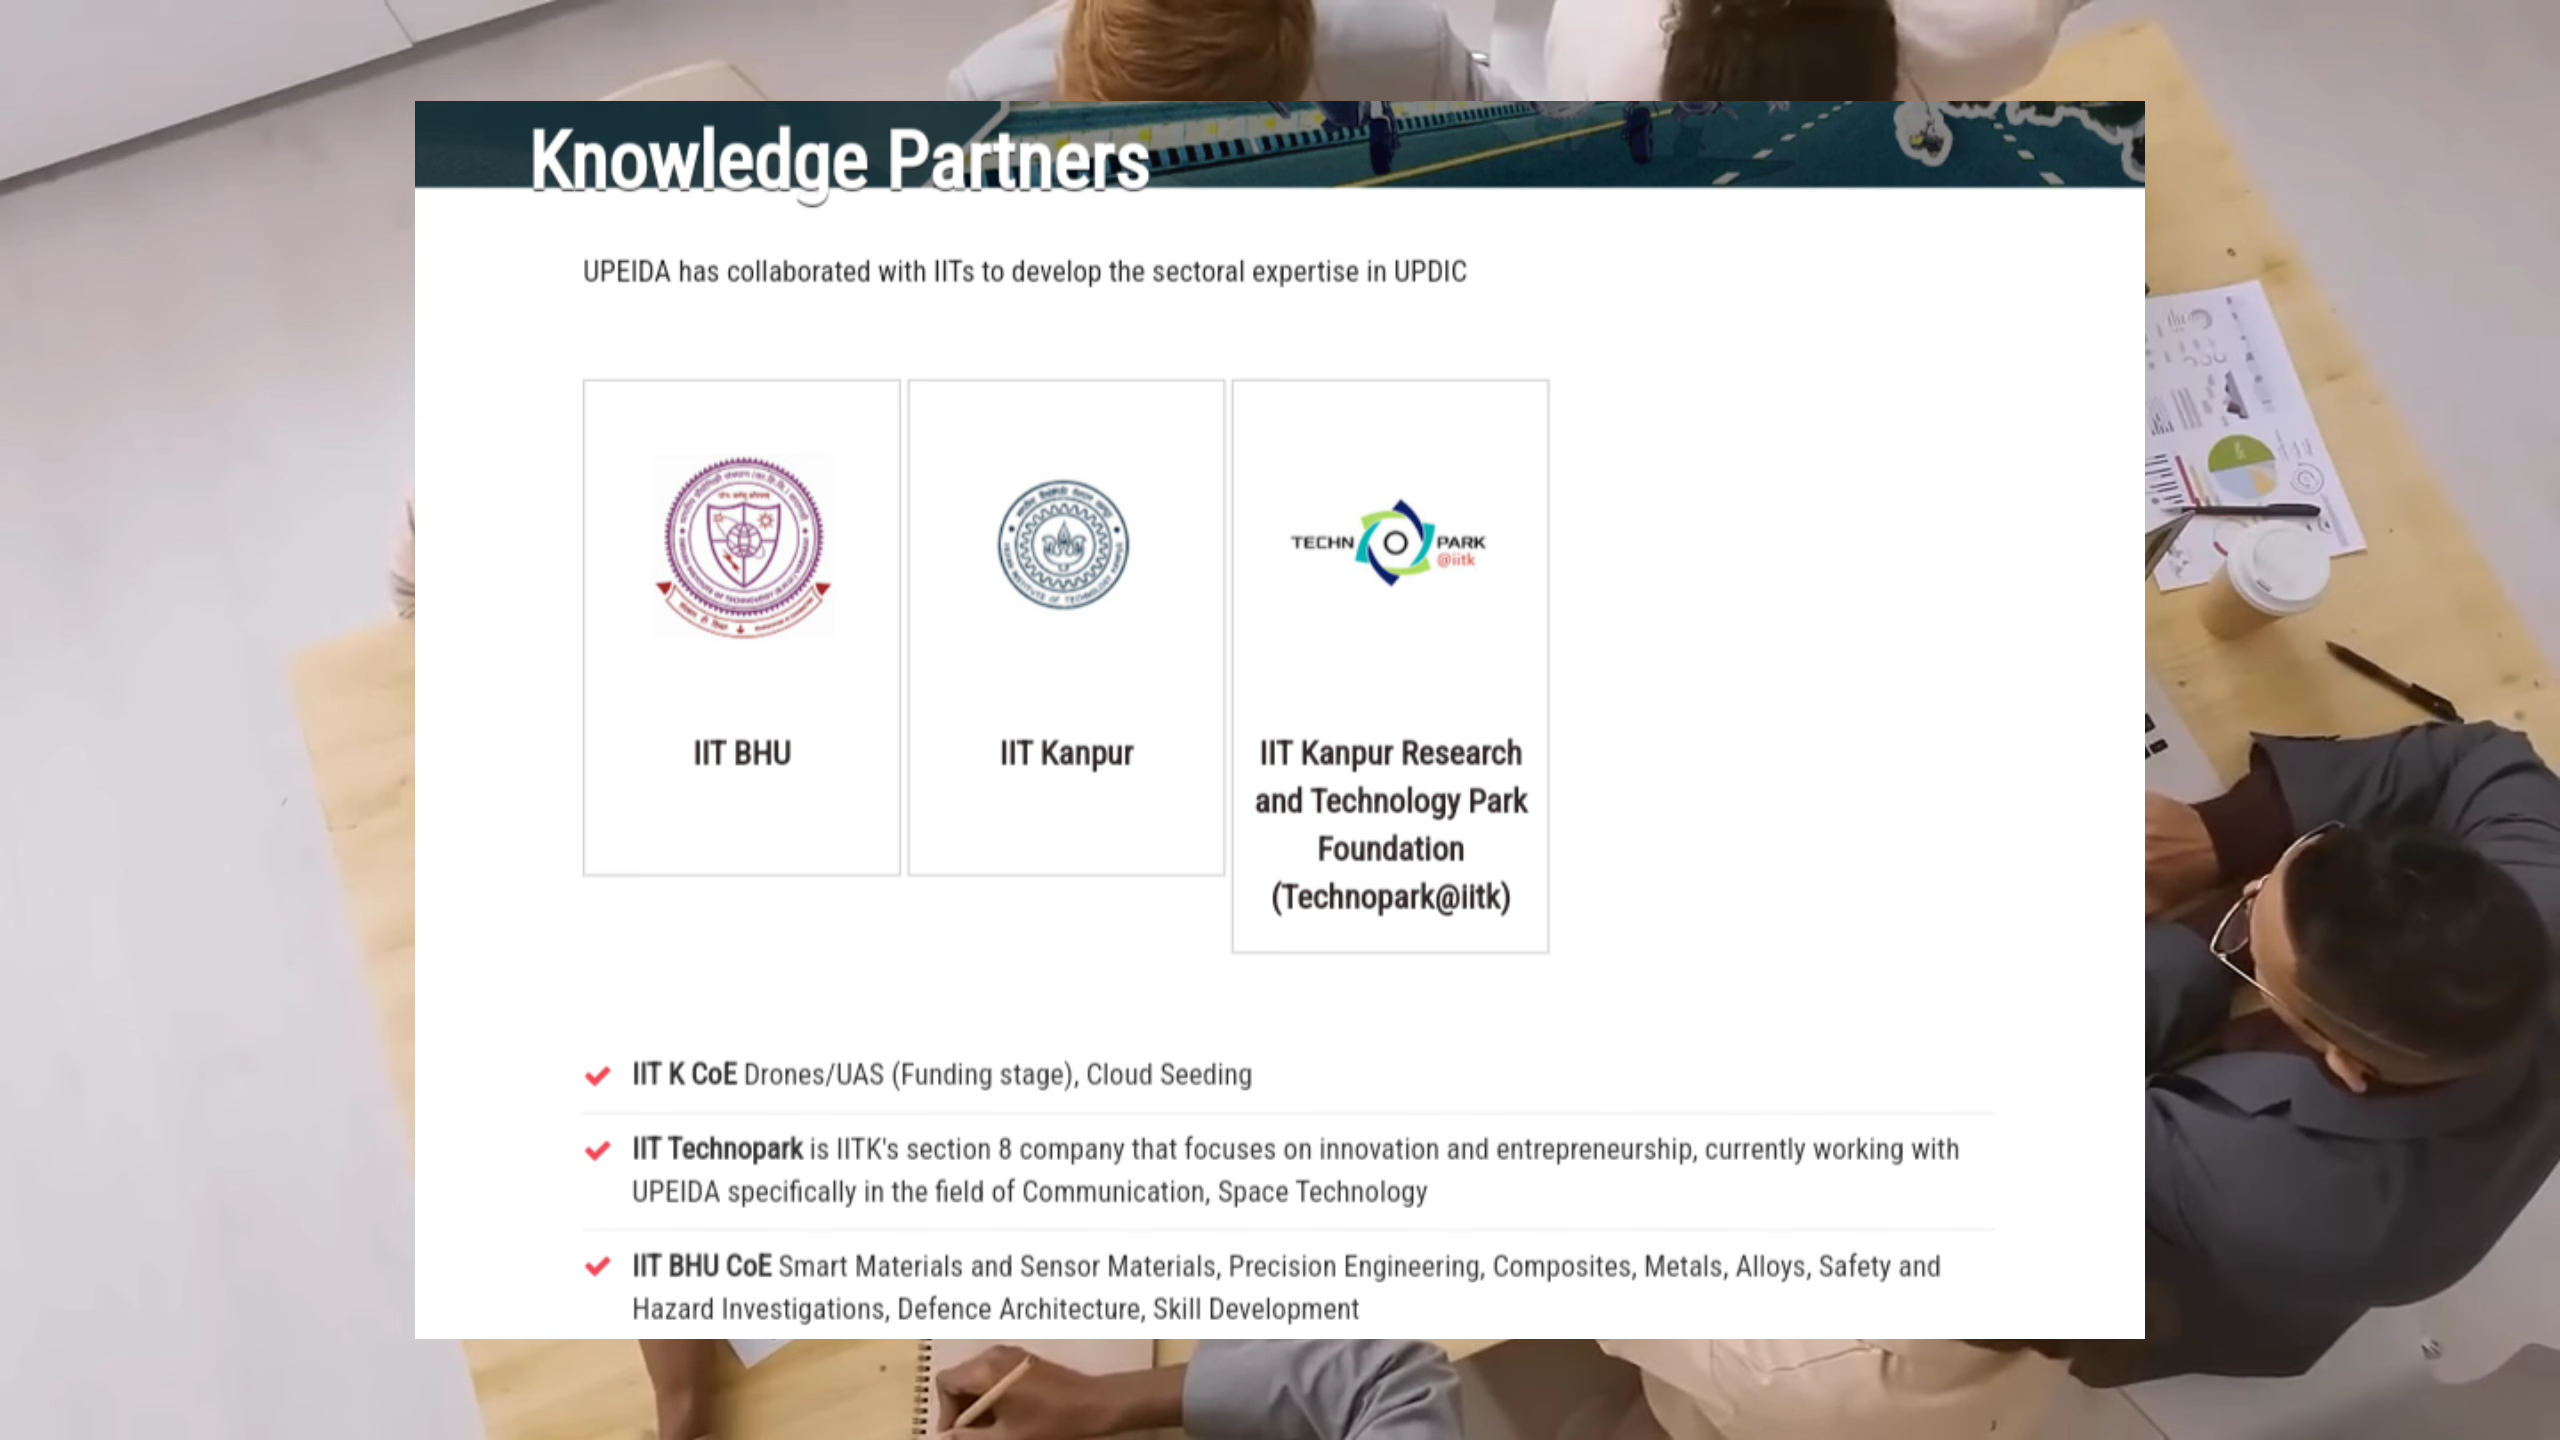 Knowledge Partners
UPEIDA has collaborated with IITs to develop the sectoral expertise in UPDIC
TECHN PARK
@iitk
IIT BHU
IIT Kanpur
IIT Kanpur Research
and Technology Park
Foundation
(Technopark@iitk)
IIT K CoE Drones/UAS (Funding stage), Cloud Seeding
IIT Technopark is IITK's section 8 company that focuses on innovation and entrepreneurship, currently working with
UPEIDA specifically in the field of Communication, Space Technology
IIT BHU CoE Smart Materials and Sensor Materials, Precision Engineering, Composites, Metals, Alloys, Safety and
Hazard Investigations, Defence Architecture, Skill Development